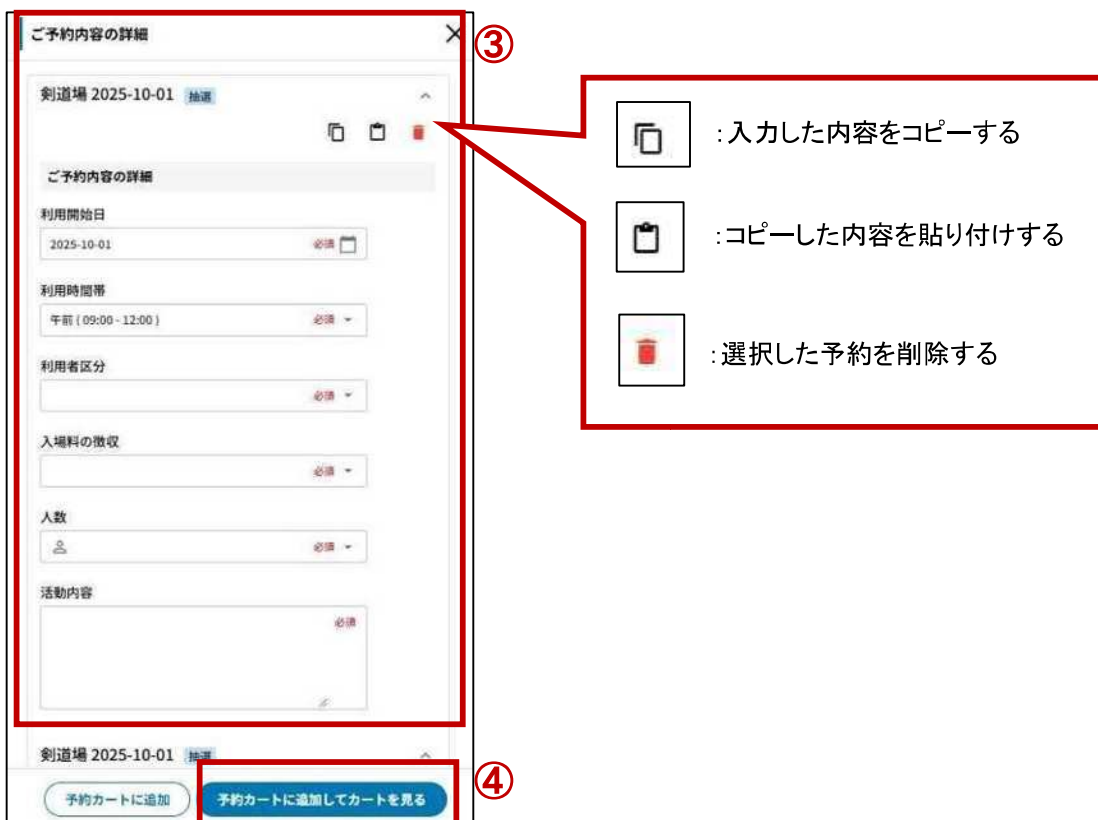 ご予約内容の詳細
③
剣道場 2025-10-01 抽選
ご予約内容の詳細
利用開始日
2025-10-01 必須
利用時間帯
午前 ( 09:00 - 12:00 ) 必須
利用者区分
必須
入場料の徴収
必須
人数
必須
活動内容
必須
剣道場 2025-10-01 抽選
予約カートに追加
予約カートに追加してカートを見る
④
:入力した内容をコピーする
:コピーした内容を貼り付けする
:選択した予約を削除する